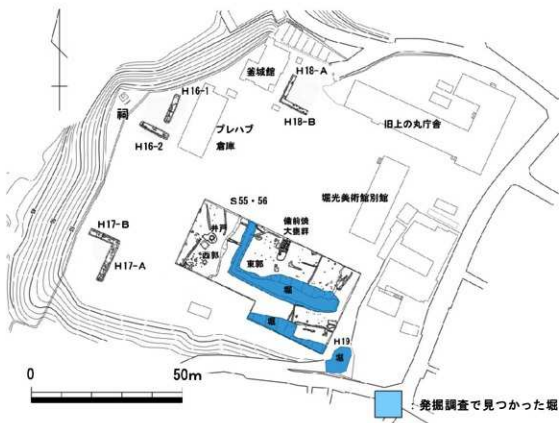 釜城館
H18-A
H16-1
H18-B
旧上の丸庁舎
祠
H16-2
プレハブ
倉庫
堀光美術館別館
S55・56
備前焼
大甕群
井戸
H17-B
西郭
東郭
H17-A
堀
堀
H19
堀
0
50m
：発掘調査で見つかった堀